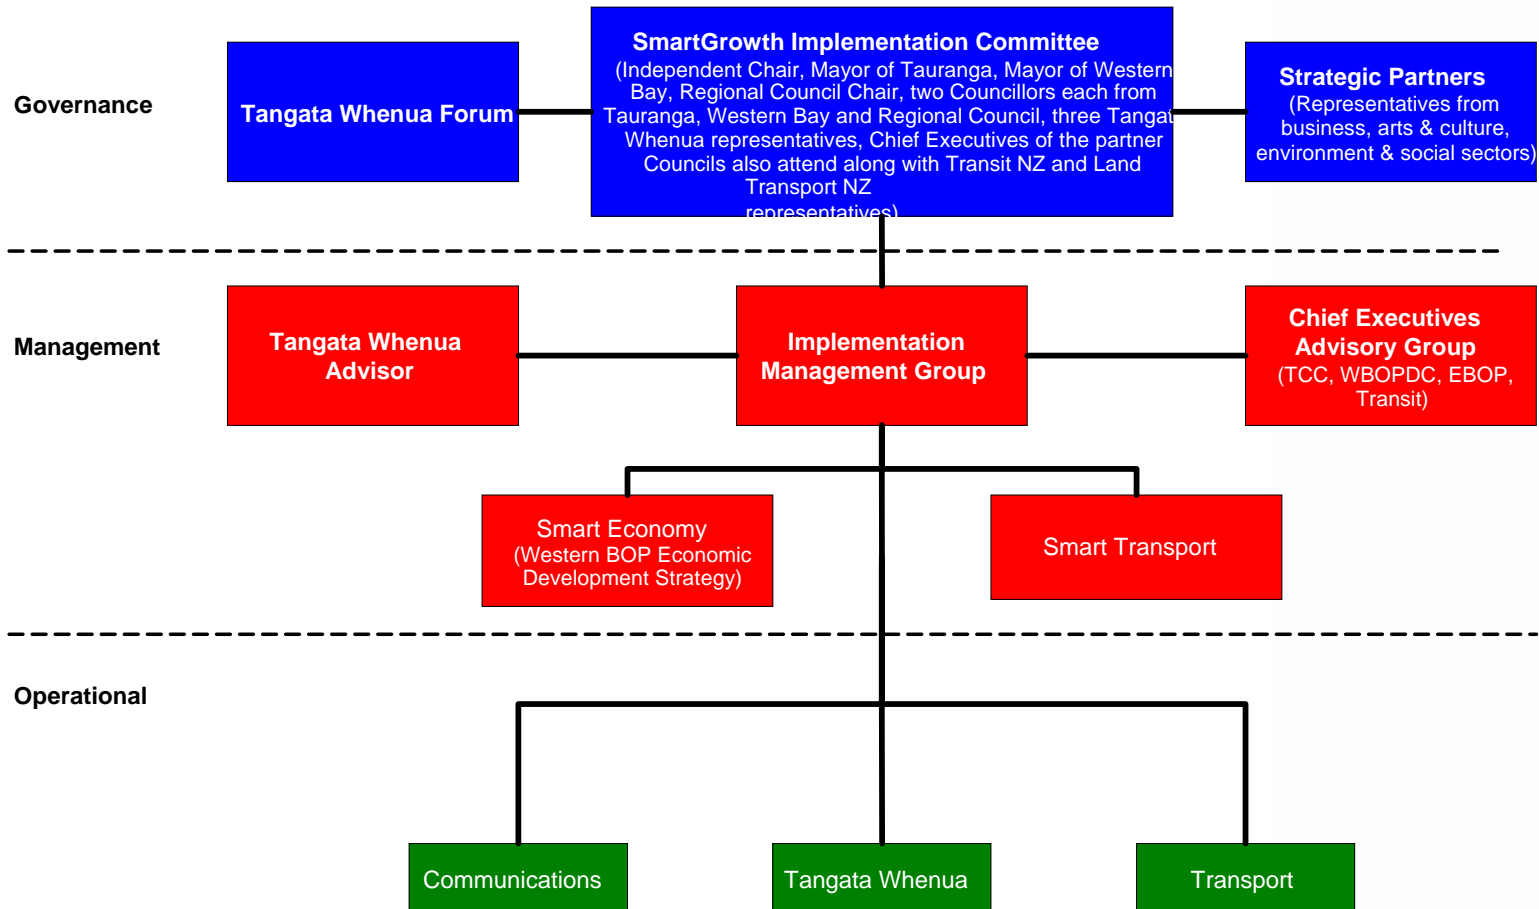 Governance
Tangata Whenua Forum
SmartGrowth Implementation Committee
(Independent Chair, Mayor of Tauranga, Mayor of Western
Bay, Regional Council Chair, two Councillors each from
Tauranga, Western Bay and Regional Council, three Tangat
Whenua representatives, Chief Executives of the partner
Councils also attend along with Transit NZ and Land
Transport NZ
representatives)
Strategic Partners
(Representatives from
business, arts & culture,
environment & social sectors)
Management
Tangata Whenua
Advisor
Implementation
Management Group
Chief Executives
Advisory Group
(TCC, WBOPDC, EBOP,
Transit)
Smart Economy
(Western BOP Economic
Development Strategy)
Smart Transport
Operational
Communications
Tangata Whenua
Transport